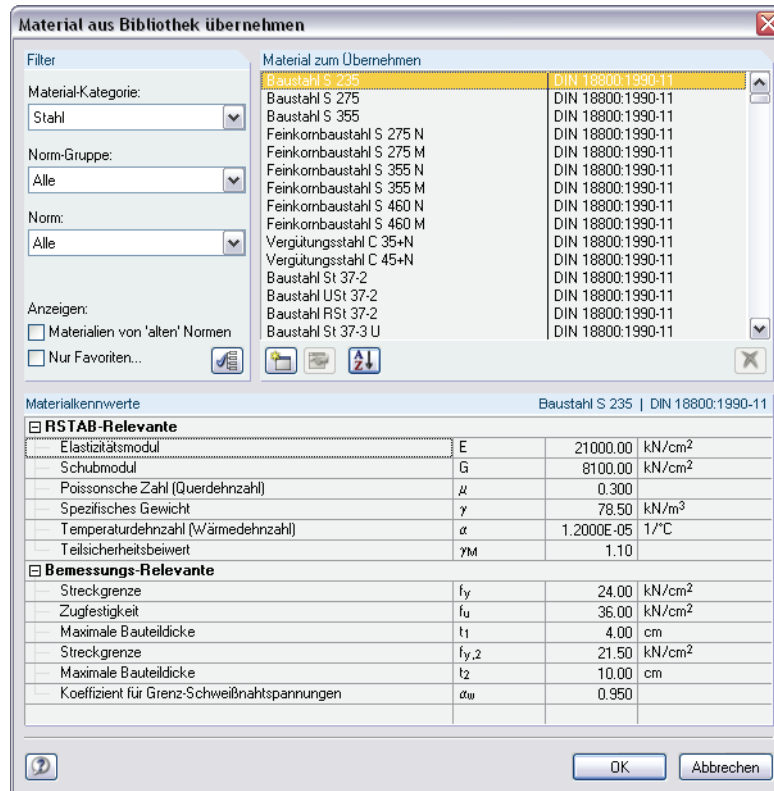 Material aus Bibliothek übernehmen
Filter
Material-Kategorie:
Stahl
Norm-Gruppe:
Alle
Norm:
Alle
Anzeigen:
Materialien von 'alten' Normen
Nur Favoriten...
Material zum Übernehmen
Baustahl S 235 DIN 18800:1990-11
Baustahl S 275 DIN 18800:1990-11
Baustahl S 355 DIN 18800:1990-11
Feinkornbaustahl S 275 N DIN 18800:1990-11
Feinkornbaustahl S 275 M DIN 18800:1990-11
Feinkornbaustahl S 355 N DIN 18800:1990-11
Feinkornbaustahl S 355 M DIN 18800:1990-11
Feinkornbaustahl S 460 N DIN 18800:1990-11
Feinkornbaustahl S 460 M DIN 18800:1990-11
Vergütungsstahl C 35+N DIN 18800:1990-11
Vergütungsstahl C 45+N DIN 18800:1990-11
Baustahl St 37-2 DIN 18800:1990-11
Baustahl USt 37-2 DIN 18800:1990-11
Baustahl RSt 37-2 DIN 18800:1990-11
Baustahl St 37-3 U DIN 18800:1990-11
Materialkennwerte Baustahl S 235 | DIN 18800:1990-11
RSTAB-Relevante
Elastizitätsmodul E 21000.00 kN/cm²
Schubmodul G 8100.00 kN/cm²
Poissonsche Zahl (Querdehnzahl) μ 0.300
Spezifisches Gewicht γ 78.50 kN/m³
Temperaturdehnzahl (Wärmedehnzahl) α 1.2000E-05 1/°C
Teilsicherheitsbeiwert γM 1.10
Bemessungs-Relevante
Streckgrenze fy 24.00 kN/cm²
Zugfestigkeit fu 36.00 kN/cm²
Maximale Bauteildicke t1 4.00 cm
Streckgrenze fy,2 21.50 kN/cm²
Maximale Bauteildicke t2 10.00 cm
Koeffizient für Grenz-Schweißnahtspannungen αw 0.950
OK Abbrechen